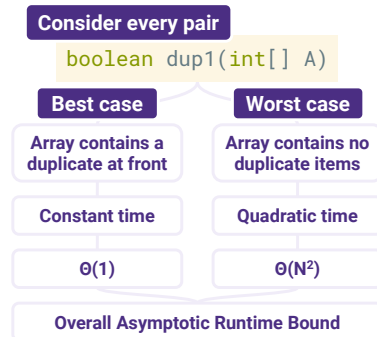 Consider every pair
boolean dup1(int[] A)
Best case
Worst case
Array contains a
duplicate at front
Array contains no
duplicate items
Constant time
Quadratic time
Θ(1)
Θ(N²)
Overall Asymptotic Runtime Bound